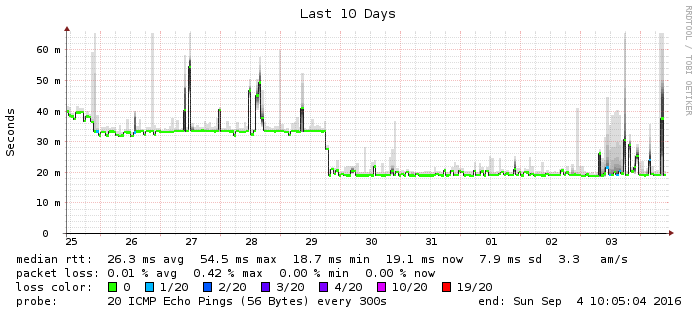 Last 10 Days
RRDTOOL / TOBI OETIKER
Seconds
60 m
50 m
40 m
30 m
20 m
10 m
0
25 26 27 28 29 30 31 01 02 03
median rtt: 26.3 ms avg 54.5 ms max 18.7 ms min 19.1 ms now 7.9 ms sd 3.3 am/s
packet loss: 0.01 % avg 0.42 % max 0.00 % min 0.00 % now
loss color: 0 1/20 2/20 3/20 4/20 10/20 19/20
probe: 20 ICMP Echo Pings (56 Bytes) every 300s end: Sun Sep 4 10:05:04 2016